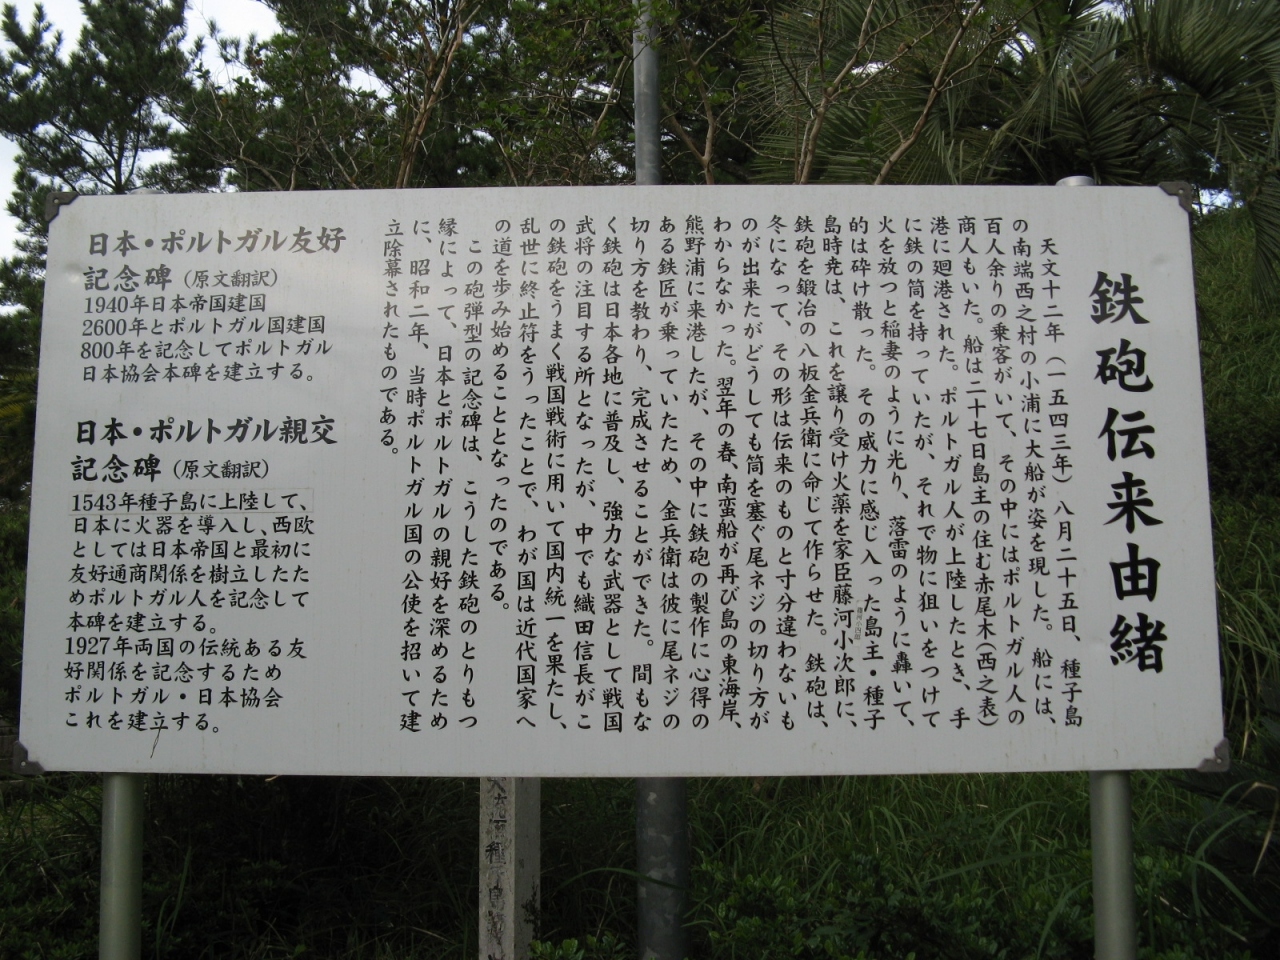 鉄砲伝来由緒
天文十二年（一五四三年）八月二十五日、種子島
の南端西之村の小浦に大船が姿を現した。船には、
百人余りの乗客がいて、その中にはポルトガル人の
商人もいた。船は二十七日島主の住む赤尾木（西之表）
港に廻港された。ポルトガル人が上陸したとき、手
に鉄の筒を持っていたが、それで物に狙いをつけて
火を放つと稲妻のように光り、落雷のように轟いて、
的は砕け散った。その威力に感じ入った島主・種子
島時尭は、これを譲り受け火薬を家臣藤河小次郎に、
鉄砲を鍛冶の八板金兵衛に命じて作らせた。鉄砲は、
冬になって、その形は伝来のものと寸分違わないも
のが出来たがどうしても筒を塞ぐ尾ネジの切り方が
わからなかった。翌年の春、南蛮船が再び島の東海岸、
熊野浦に来港したが、その中に鉄砲の製作に心得の
ある鉄匠が乗っていたため、金兵衛は彼に尾ネジの
切り方を教わり、完成させることができた。間もな
く鉄砲は日本各地に普及し、強力な武器として戦国
武将の注目する所となったが、中でも織田信長がこ
の鉄砲をうまく戦国戦術に用いて国内統一を果たし、
乱世に終止符をうったことで、わが国は近代国家へ
の道を歩み始めることとなったのである。
この砲弾型の記念碑は、こうした鉄砲のとりもつ
縁によって、日本とポルトガルの親好を深めるため
に、昭和二年、当時ポルトガル国の公使を招いて建
立除幕されたものである。
日本・ポルトガル友好
記念碑（原文翻訳）
1940年日本帝国建国
2600年とポルトガル国建国
800年を記念してポルトガル
日本協会本碑を建立する。
日本・ポルトガル親交
記念碑（原文翻訳）
1543年種子島に上陸して、
日本に火器を導入し、西欧
としては日本帝国と最初に
友好通商関係を樹立したた
めポルトガル人を記念して
本碑を建立する。
1927年両国の伝統ある友
好関係を記念するため
ポルトガル・日本協会
これを建立する。